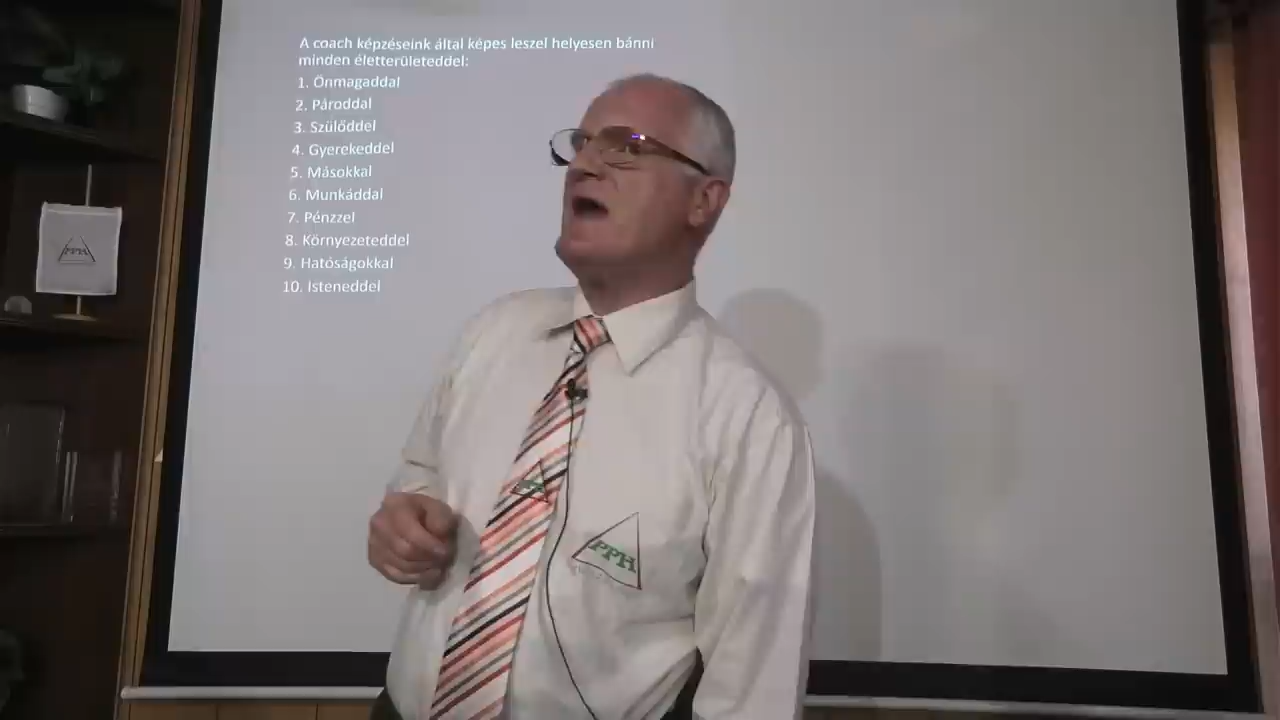 A coach képzéseink által képes leszel helyesen bánni
minden életterületeddel:
1. Önmagaddal
2. Pároddal
3. Szülőddel
4. Gyerekeddel
5. Másokkal
6. Munkáddal
7. Pénzzel
8. Környezeteddel
9. Hatóságokkal
10. Isteneddel
PPH
PPH
PPH